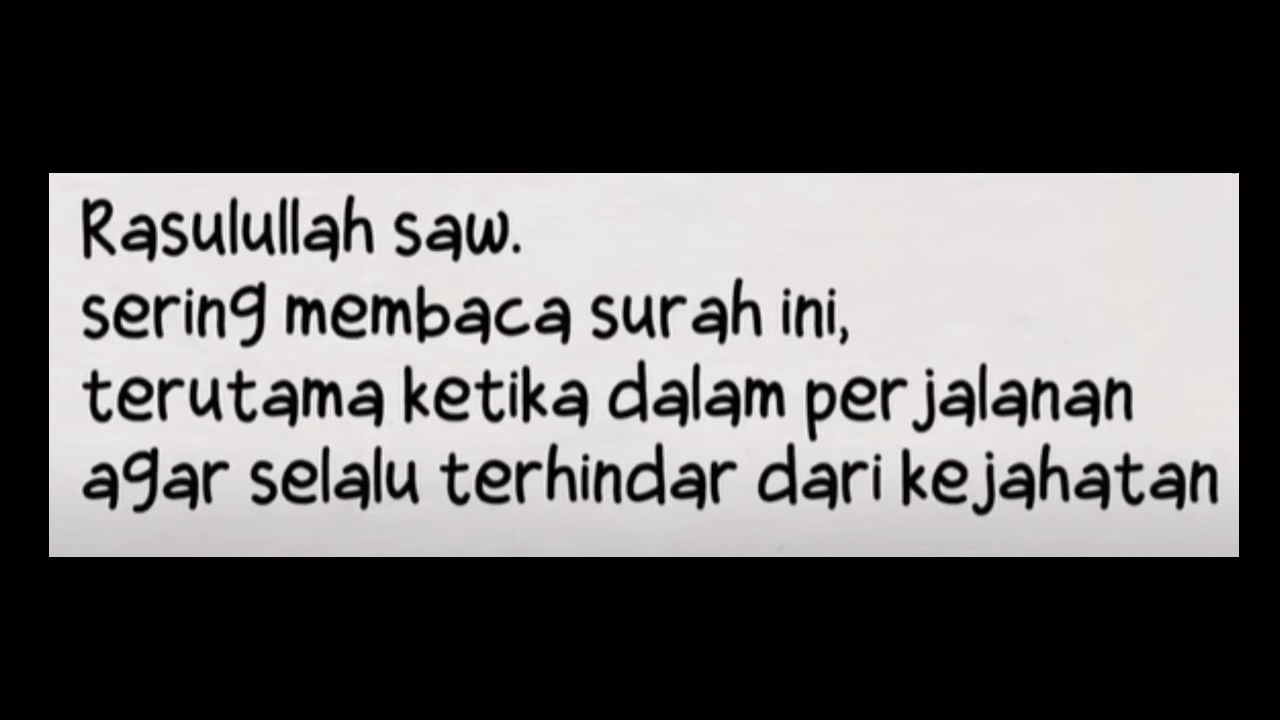 Rasulullah saw.
sering membaca surah ini,
terutama ketika dalam perjalanan
agar selalu terhindar dari kejahatan